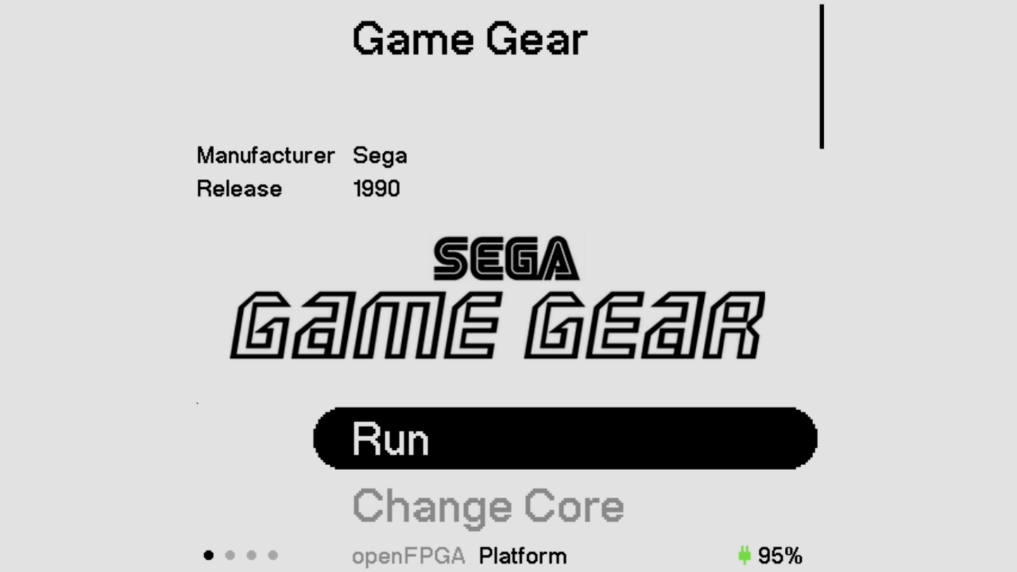 Game Gear
Manufacturer Sega
Release 1990
SEGA
GAME GEAR
Run
Change Core
openFPGA Platform 95%